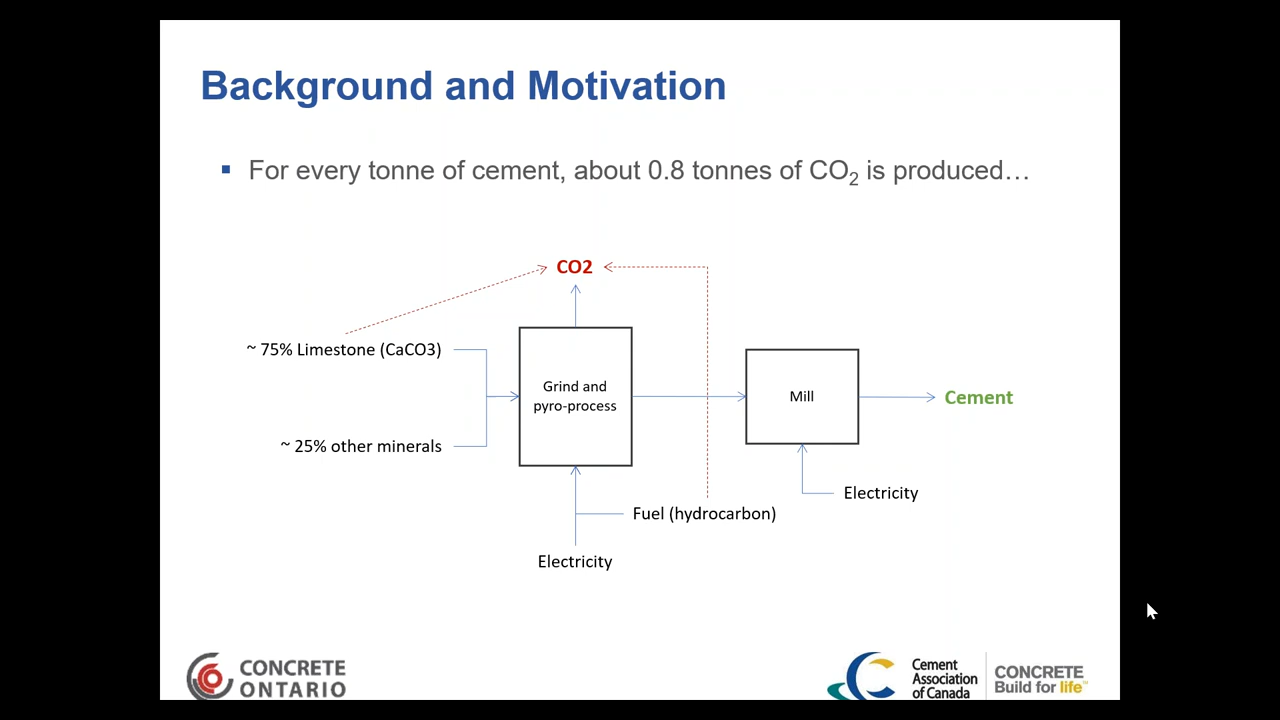 Background and Motivation
▪ For every tonne of cement, about 0.8 tonnes of CO₂ is produced…
CO2
~ 75% Limestone (CaCO3)
Grind and
pyro-process
Mill
Cement
~ 25% other minerals
Electricity
Fuel (hydrocarbon)
Electricity
CONCRETE
ONTARIO
Cement
Association
of Canada
CONCRETE
Build for life™